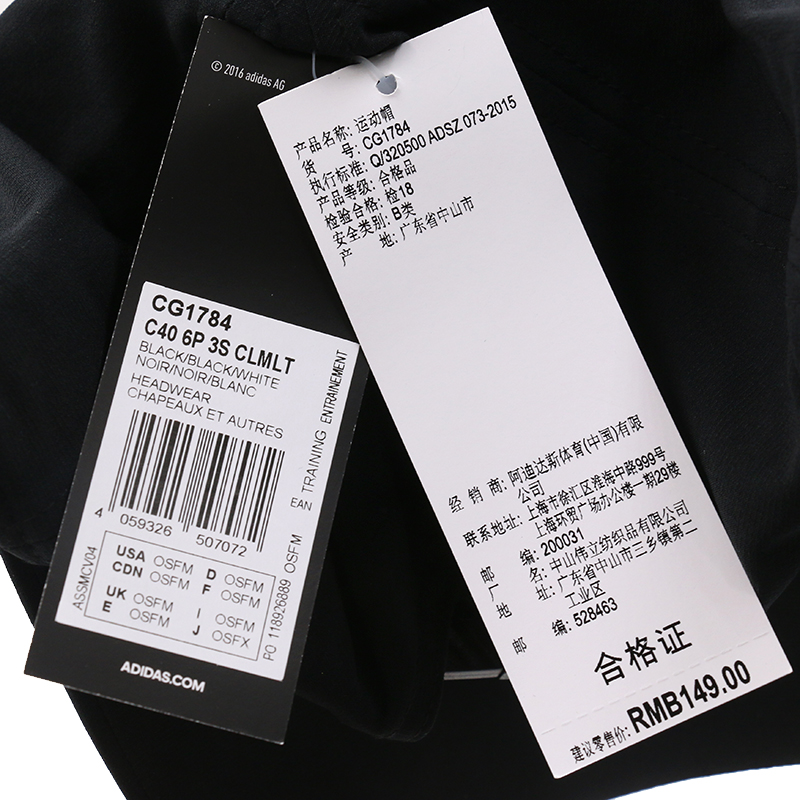 © 2016 adidas AG
CG1784
C40 6P 3S CLMLT
BLACK/BLACK/WHITE
NOIR/NOIR/BLANC
HEADWEAR
CHAPEAUX ET AUTRES
EAN TRAINING ENTRAINEMENT
4 059326 507072
ASSMCV04
USA OSFM D OSFM
CDN OSFM F OSFM
UK OSFM I OSFM
E OSFM J OSFX
PO 118926889 OSFM
ADIDAS.COM
产品名称: 运动帽
货 号: CG1784
执行标准: Q/320500 ADSZ 073-2015
产品等级: 合格品
检验合格: 检18
安全类别: B类
产 地: 广东省中山市
经 销 商: 阿迪达斯体育(中国)有限
公司
联系地址: 上海市徐汇区淮海中路999号
上海环贸广场办公楼一期29楼
邮 编: 200031
厂 名: 中山伟立纺织品有限公司
地 址: 广东省中山市三乡镇第二
工业区
邮 编: 528463
合格证
建议零售价: RMB149.00